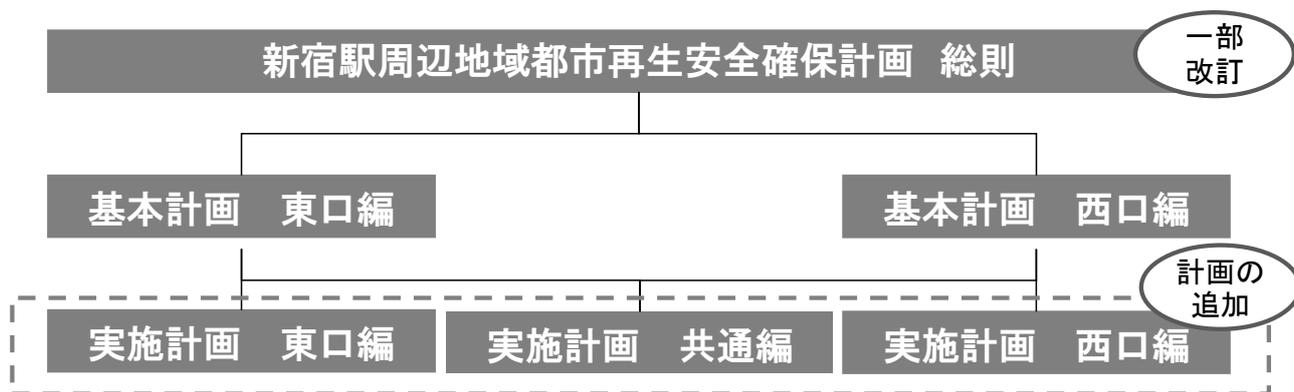 新宿駅周辺地域都市再生安全確保計画　総則
一部
改訂
基本計画　東口編
基本計画　西口編
計画の
追加
実施計画　東口編
実施計画　共通編
実施計画　西口編